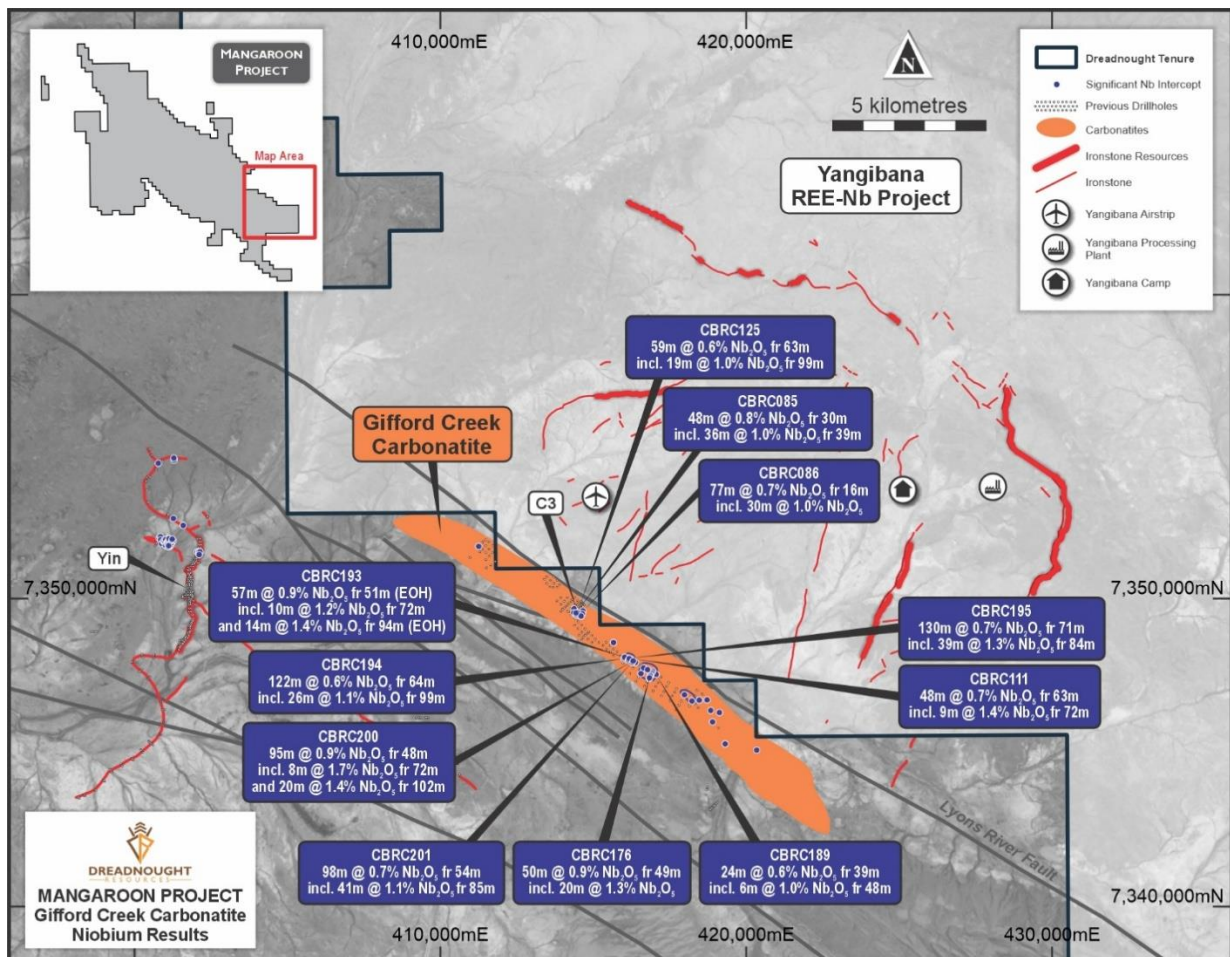 410,000mE
420,000mE
MANGAROON
PROJECT
Map Area
N
5 kilometres
Yangibana
REE-Nb Project
Dreadnought Tenure
Significant Nb Intercept
Previous Drillholes
Carbonatites
Ironstone Resources
Ironstone
Yangibana Airstrip
Yangibana Processing
Plant
Yangibana Camp
CBRC125
59m @ 0.6% Nb₂O₅ fr 63m
incl. 19m @ 1.0% Nb₂O₅ fr 99m
CBRC085
48m @ 0.8% Nb₂O₅ fr 30m
incl. 36m @ 1.0% Nb₂O₅ fr 39m
CBRC086
77m @ 0.7% Nb₂O₅ fr 16m
incl. 30m @ 1.0% Nb₂O₅
Gifford Creek
Carbonatite
C3
Yin
7,350,000mN
7,350,000mN
CBRC193
57m @ 0.9% Nb₂O₅ fr 51m (EOH)
incl. 10m @ 1.2% Nb₂O₅ fr 72m
and 14m @ 1.4% Nb₂O₅ fr 94m (EOH)
CBRC195
130m @ 0.7% Nb₂O₅ fr 71m
incl. 39m @ 1.3% Nb₂O₅ fr 84m
CBRC194
122m @ 0.6% Nb₂O₅ fr 64m
incl. 26m @ 1.1% Nb₂O₅ fr 99m
CBRC111
48m @ 0.7% Nb₂O₅ fr 63m
incl. 9m @ 1.4% Nb₂O₅ fr 72m
CBRC200
95m @ 0.9% Nb₂O₅ fr 48m
incl. 8m @ 1.7% Nb₂O₅ fr 72m
and 20m @ 1.4% Nb₂O₅ fr 102m
Lyons River Fault
CBRC201
98m @ 0.7% Nb₂O₅ fr 54m
incl. 41m @ 1.1% Nb₂O₅ fr 85m
CBRC176
50m @ 0.9% Nb₂O₅ fr 49m
incl. 20m @ 1.3% Nb₂O₅
CBRC189
24m @ 0.6% Nb₂O₅ fr 39m
incl. 6m @ 1.0% Nb₂O₅ fr 48m
DREADNOUGHT
RESOURCES
MANGAROON PROJECT
Gifford Creek Carbonatite
Niobium Results
7,340,000mN
410,000mE
420,000mE
430,000mE